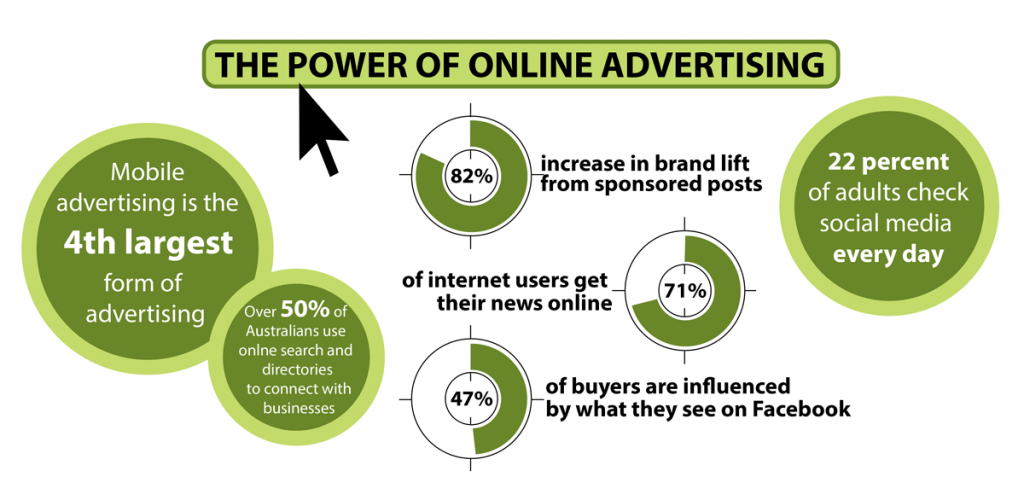 THE POWER OF ONLINE ADVERTISING
Mobile
advertising is the
4th largest
form of
advertising
Over 50% of
Australians use
onlne search and
directories
to connect with
businesses
82%
increase in brand lift
from sponsored posts
of internet users get
their news online
71%
47%
of buyers are influenced
by what they see on Facebook
22 percent
of adults check
social media
every day